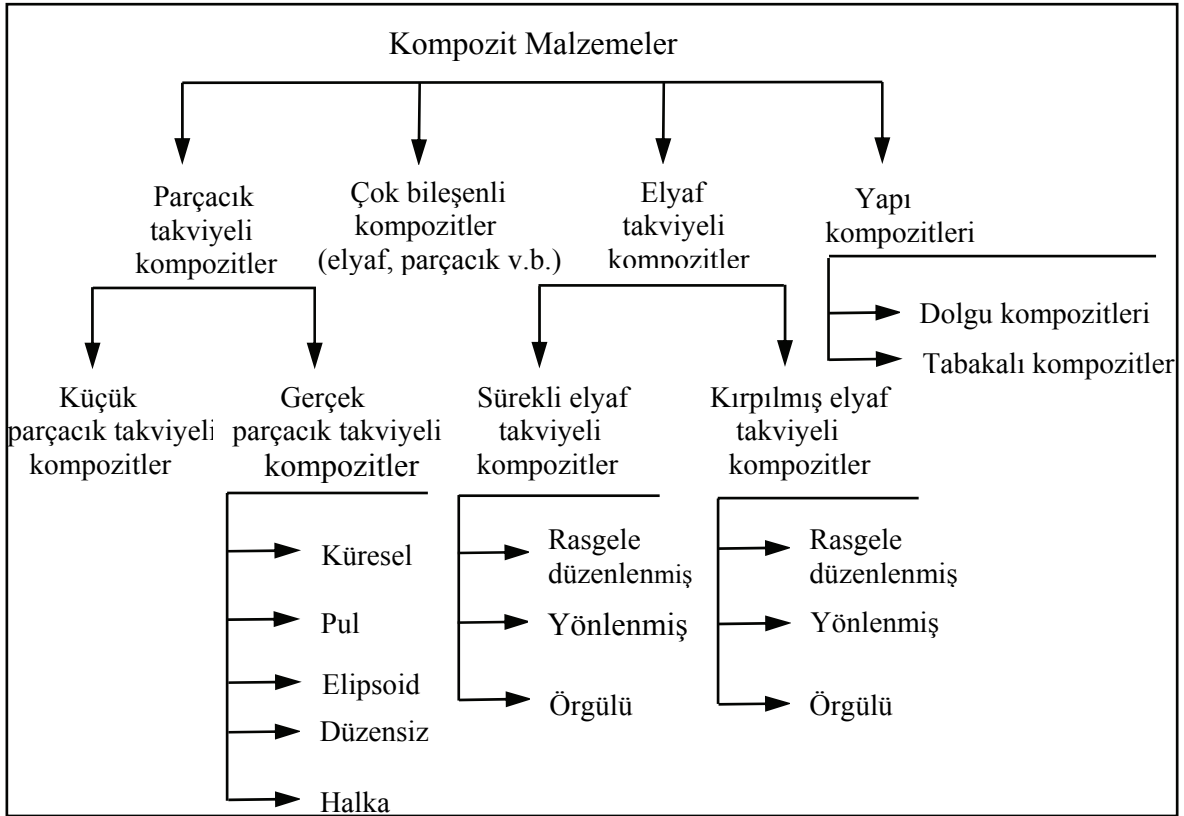 Kompozit Malzemeler
Parçacık
takviyeli
kompozitler
Çok bileşenli
kompozitler
(elyaf, parçacık v.b.)
Elyaf
takviyeli
kompozitler
Yapı
kompozitleri
Dolgu kompozitleri
Tabakalı kompozitler
Küçük
parçacık takviyeli
kompozitler
Gerçek
parçacık takviyeli
kompozitler
Sürekli elyaf
takviyeli
kompozitler
Kırpılmış elyaf
takviyeli
kompozitler
Küresel
Pul
Elipsoid
Düzensiz
Halka
Rasgele
düzenlenmiş
Yönlenmiş
Örgülü
Rasgele
düzenlenmiş
Yönlenmiş
Örgülü